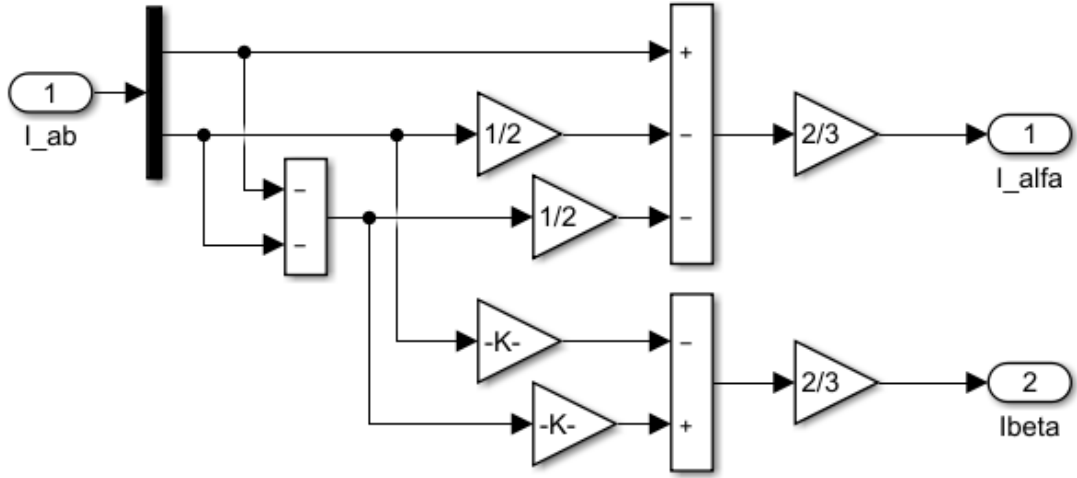 1
I_ab
+
1/2
−
2/3
1
I_alfa
−
1/2
−
−
-K-
−
2/3
2
Ibeta
-K-
+